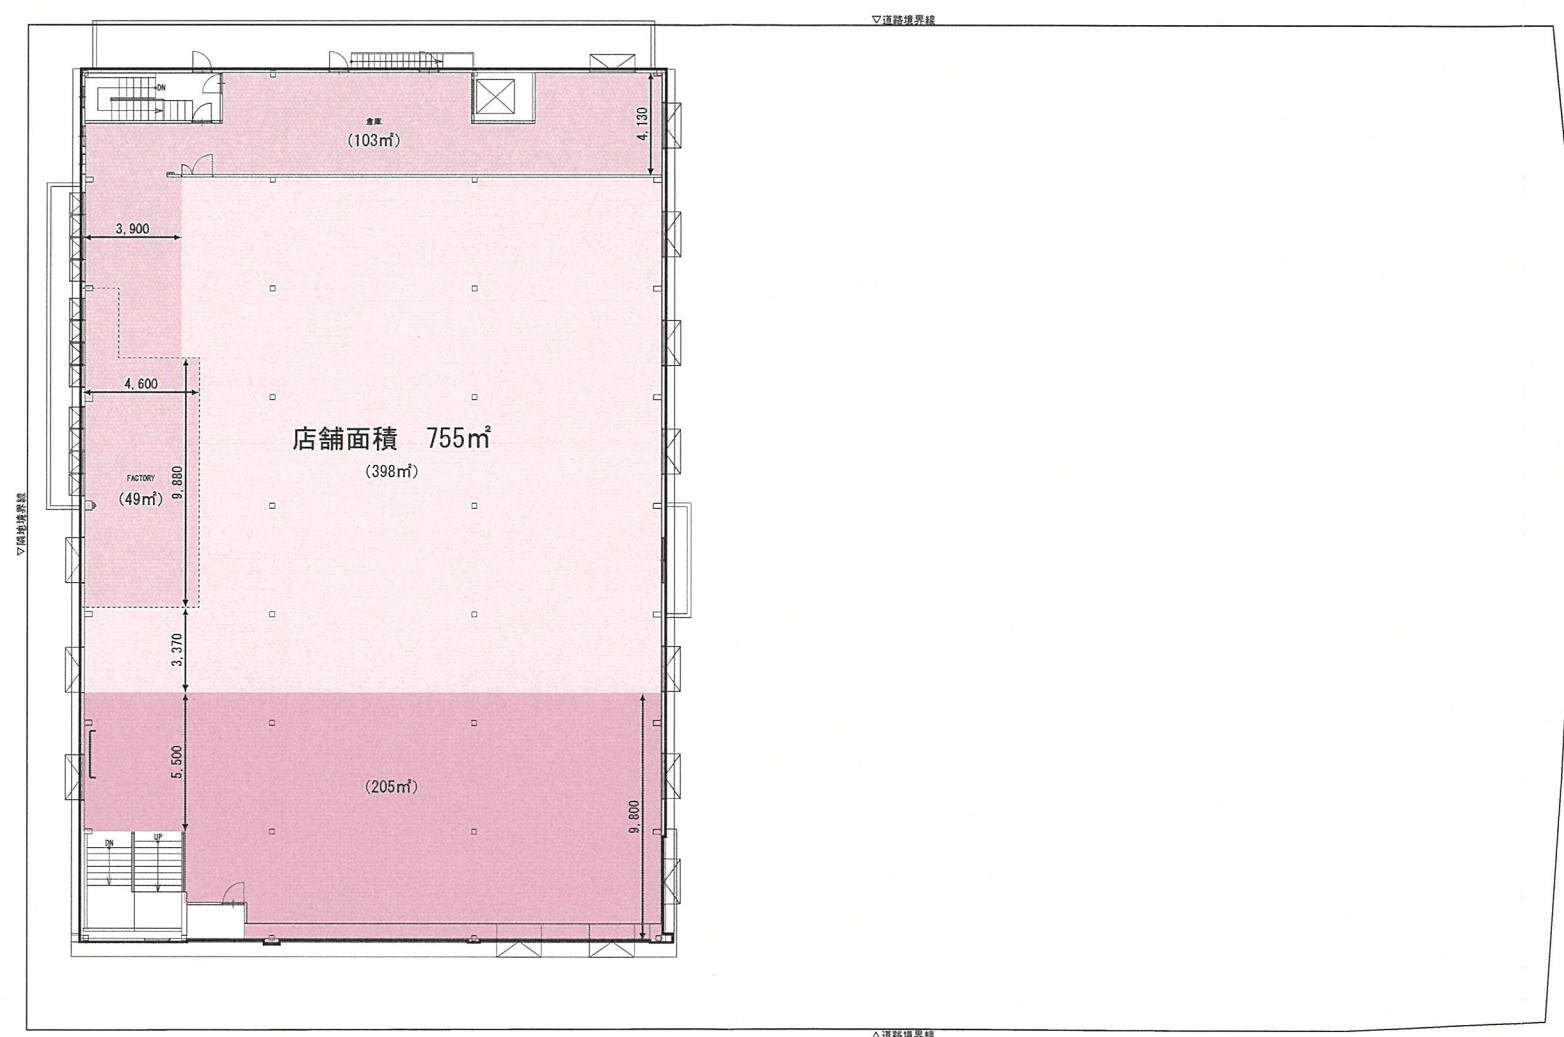 ▽道路境界線
DN
倉庫
(103㎡)
4,130
3,900
4,600
店舗面積 755㎡
(398㎡)
FACTORY
(49㎡)
9,880
▽隣地境界線
3,370
5,500
(205㎡)
9,800
DN
UP
△道路境界線